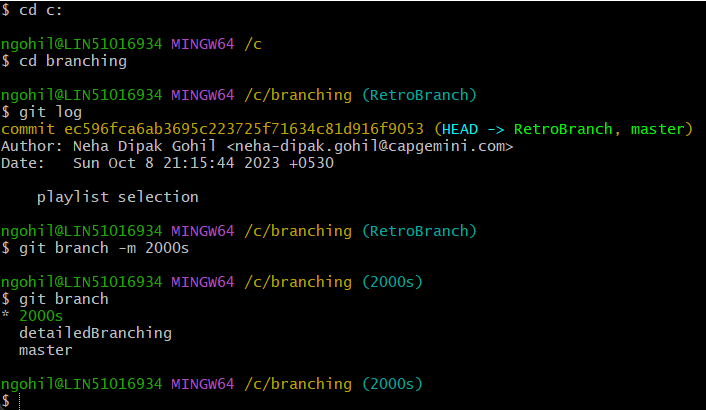 $ cd c:
ngohil@LIN51016934 MINGW64 /c
$ cd branching
ngohil@LIN51016934 MINGW64 /c/branching (RetroBranch)
$ git log
commit ec596fca6ab3695c223725f71634c81d916f9053 (HEAD -> RetroBranch, master)
Author: Neha Dipak Gohil <neha-dipak.gohil@capgemini.com>
Date:   Sun Oct 8 21:15:44 2023 +0530
    playlist selection
ngohil@LIN51016934 MINGW64 /c/branching (RetroBranch)
$ git branch -m 2000s
ngohil@LIN51016934 MINGW64 /c/branching (2000s)
$ git branch
* 2000s
  detailedBranching
  master
ngohil@LIN51016934 MINGW64 /c/branching (2000s)
$